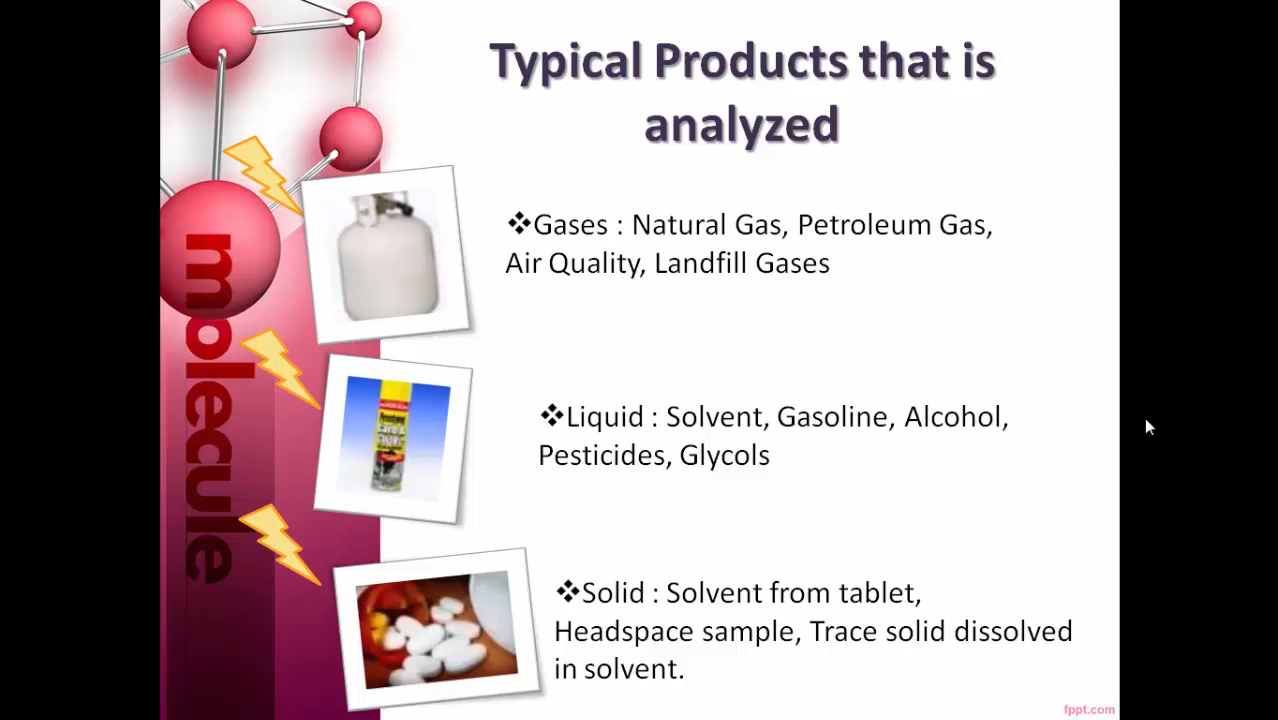 Typical Products that is
analyzed
❖Gases : Natural Gas, Petroleum Gas,
Air Quality, Landfill Gases
molecule
❖Liquid : Solvent, Gasoline, Alcohol,
Pesticides, Glycols
❖Solid : Solvent from tablet,
Headspace sample, Trace solid dissolved
in solvent.
fppt.com